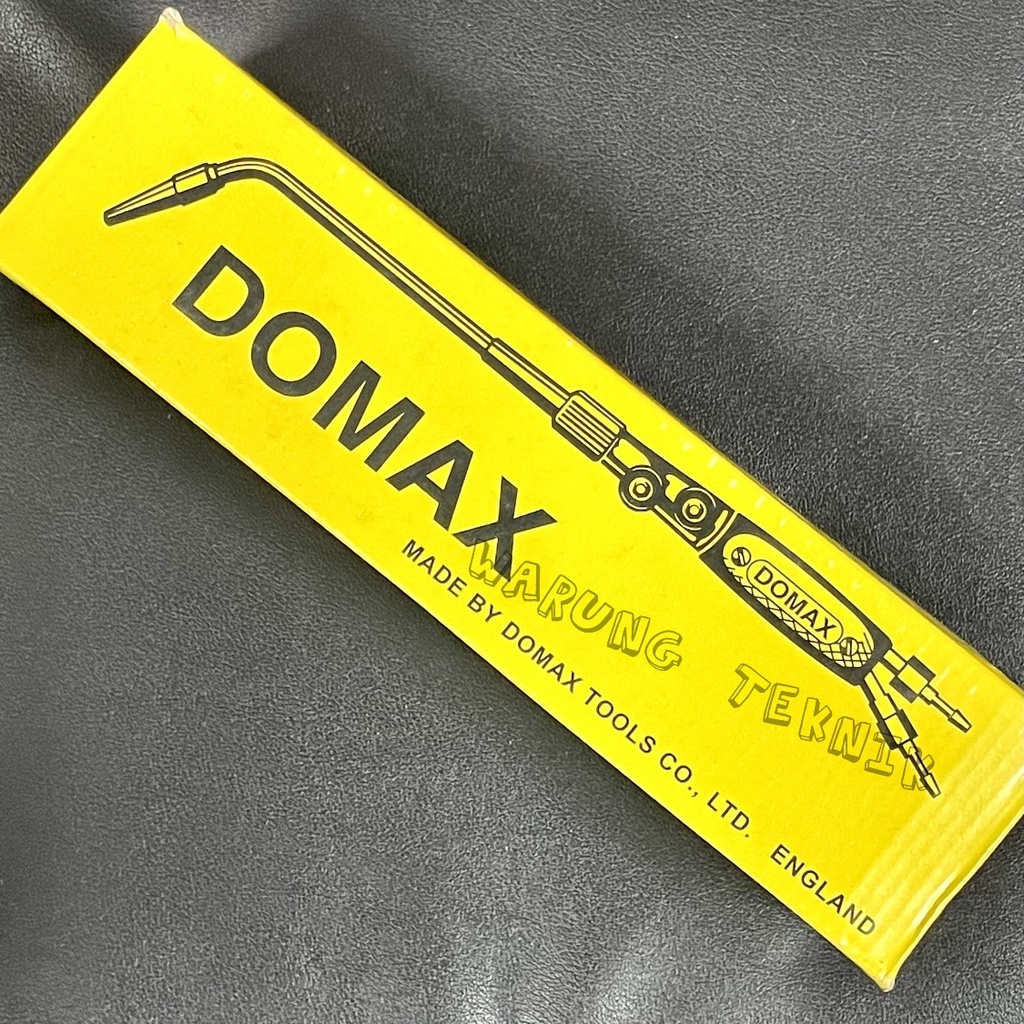 DOMAX
DOMAX
MADE BY DOMAX TOOLS CO., LTD. ENGLAND
WARUNG TEKNIK